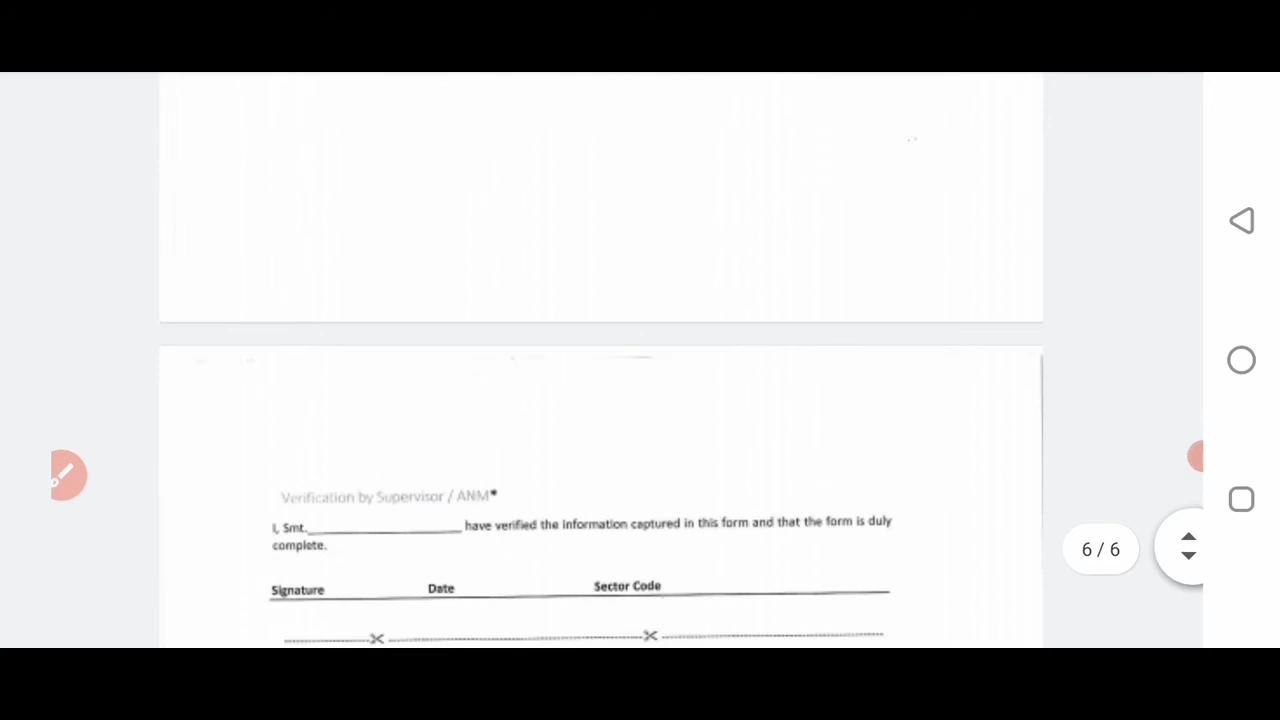 Verification by Supervisor / ANM*
I, Smt.____________________ have verified the information captured in this form and that the form is duly
complete.
Signature Date Sector Code
6 / 6